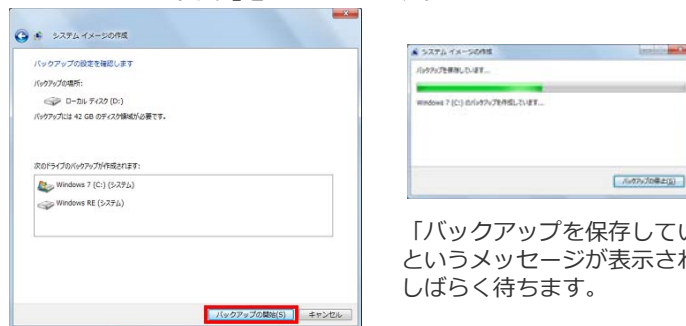 システム イメージの作成
バックアップの設定を確認します
バックアップの場所:
ローカル ディスク (D:)
バックアップには 42 GB のディスク領域が必要です。
次のドライブのバックアップが作成されます:
Windows 7 (C:) (システム)
Windows RE (システム)
バックアップの開始(S)
キャンセル
システム イメージの作成
バックアップを保存しています...
Windows 7 (C:) のバックアップを作成しています...
バックアップの停止(S)
「バックアップを保存してい
というメッセージが表示され
しばらく待ちます。